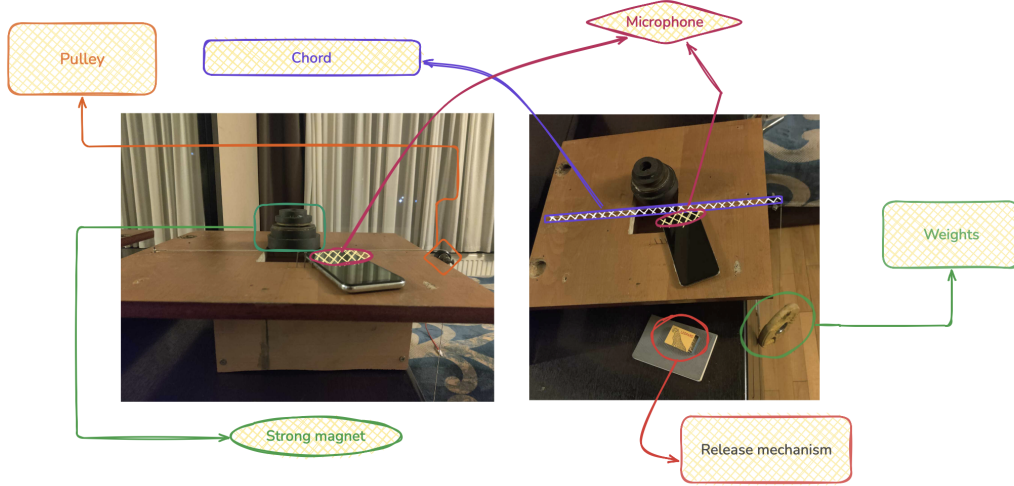 Microphone
Pulley
Chord
Weights
Strong magnet
Release mechanism